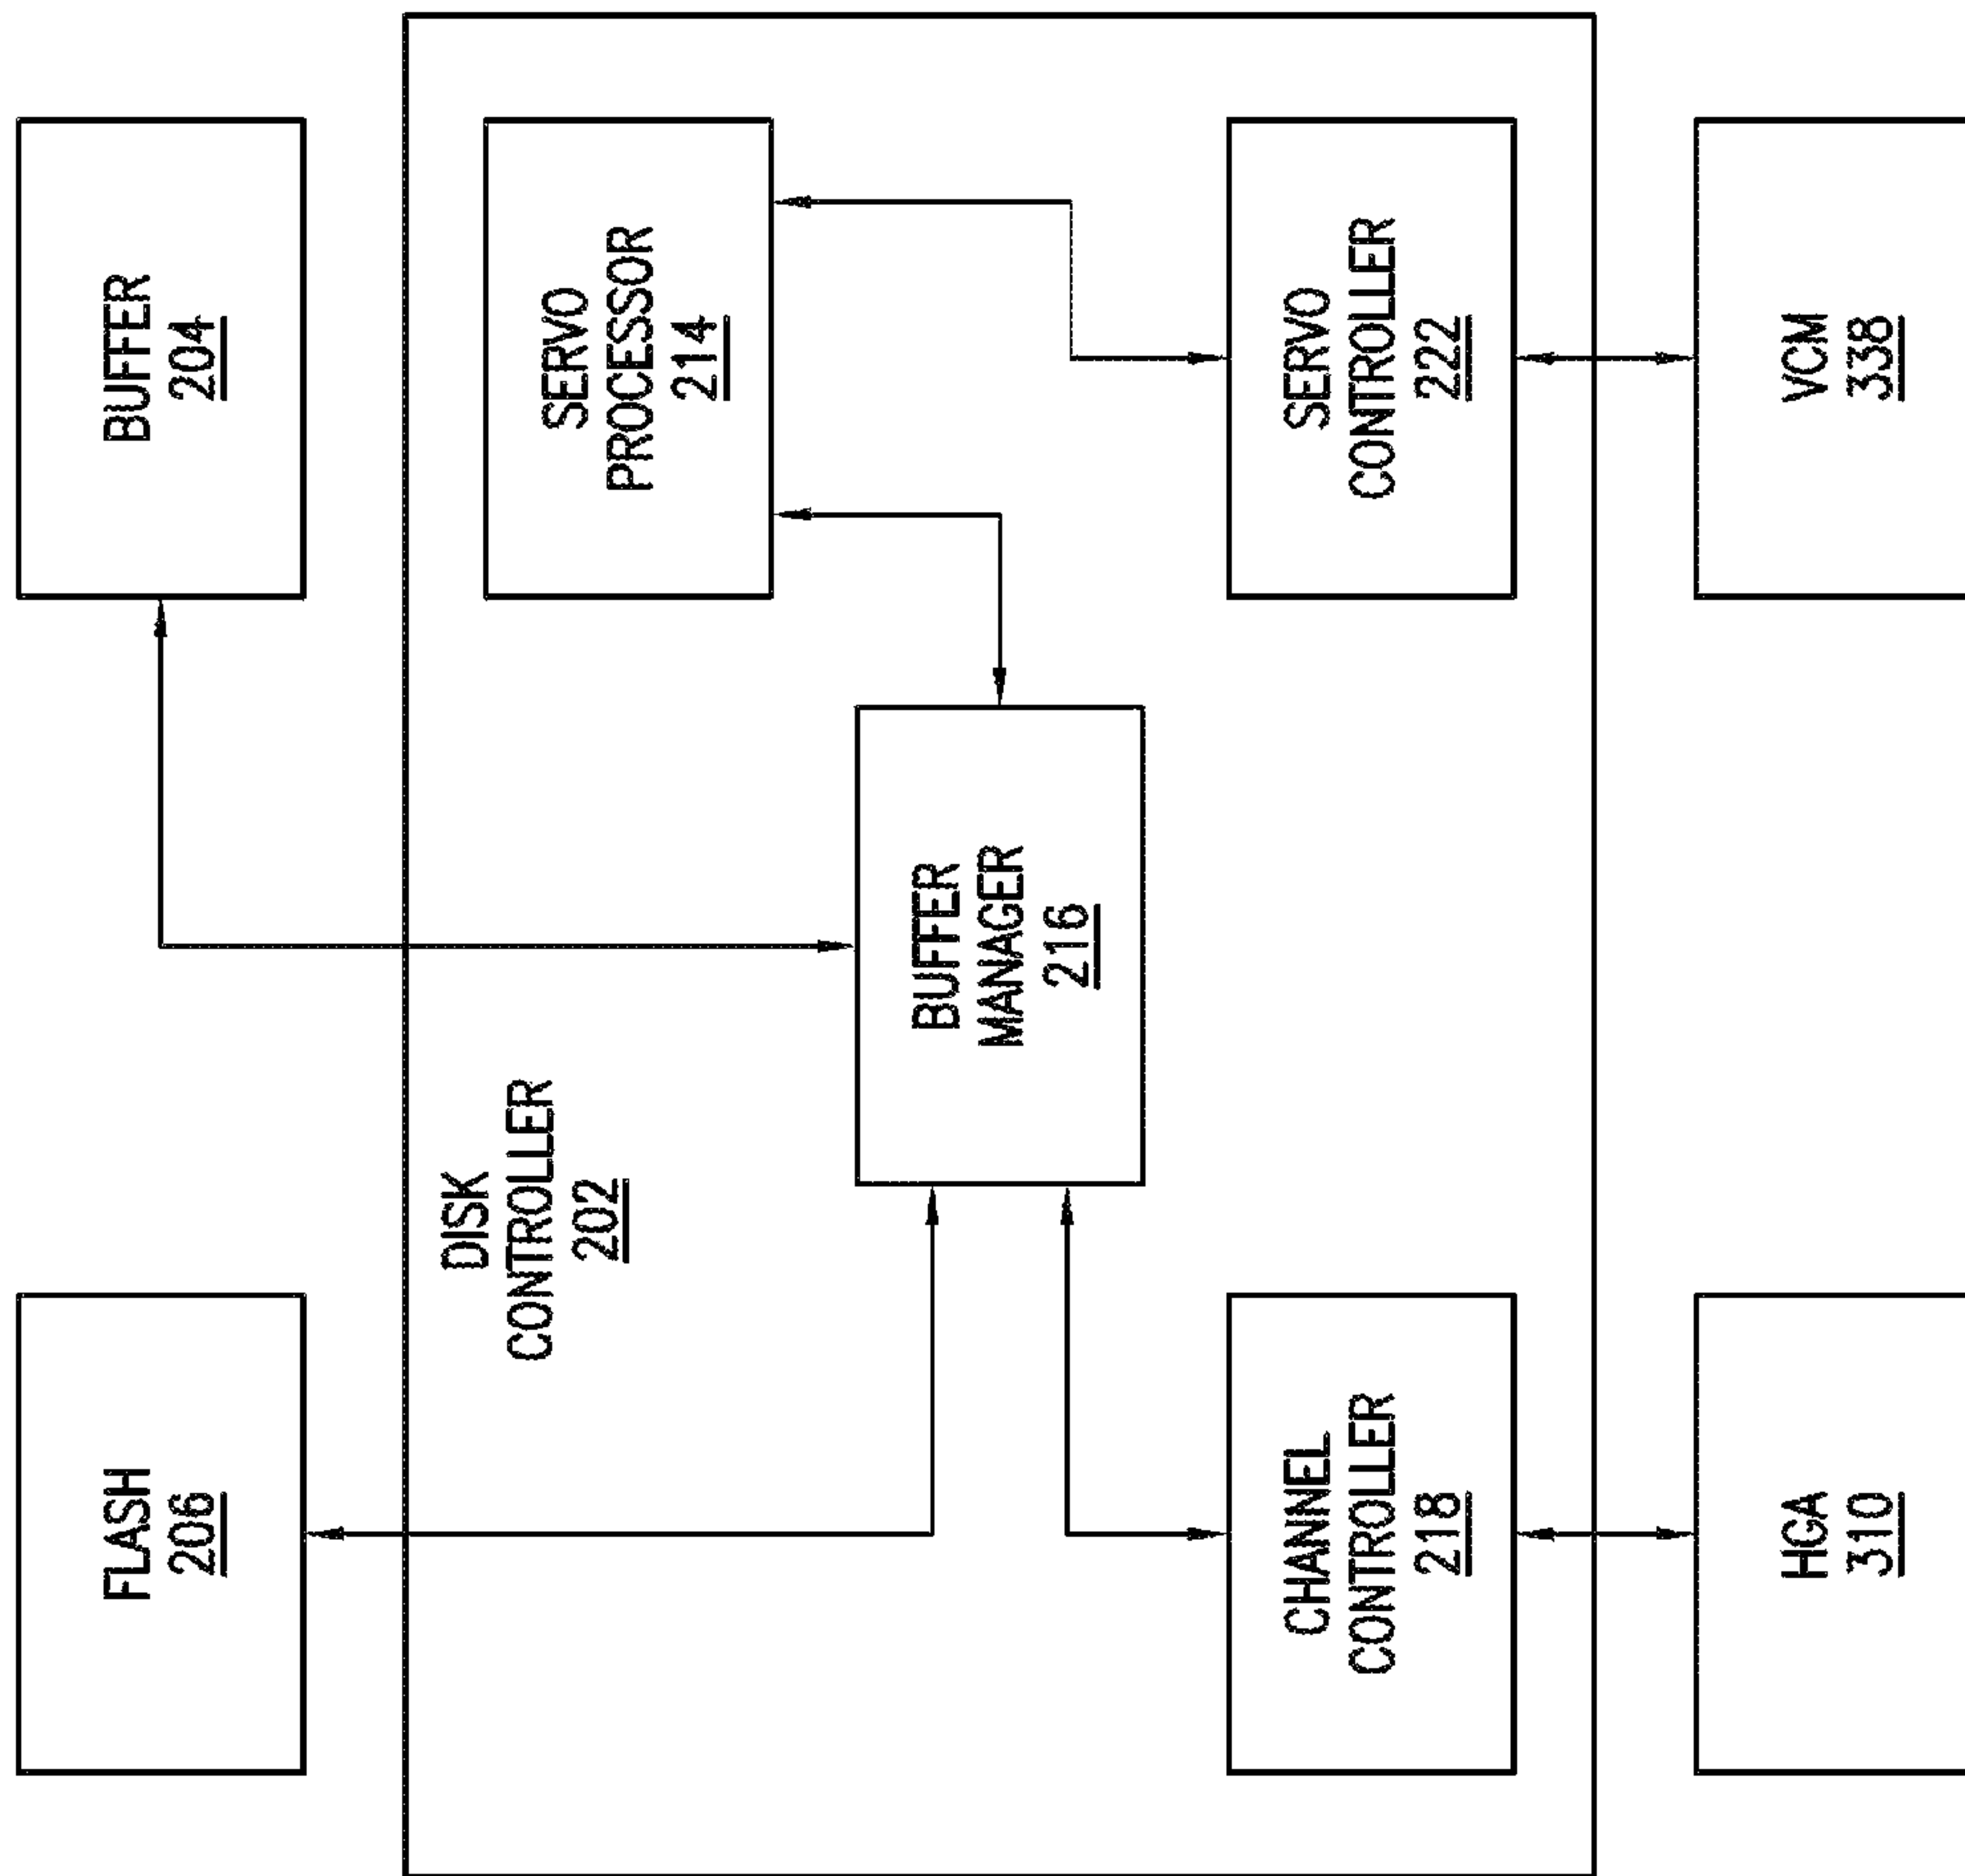 FLASH
206
BUFFER
204
DISK
CONTROLLER
202
SERVO
PROCESSOR
214
BUFFER
MANAGER
216
CHANNEL
CONTROLLER
218
SERVO
CONTROLLER
222
HGA
310
VCM
338